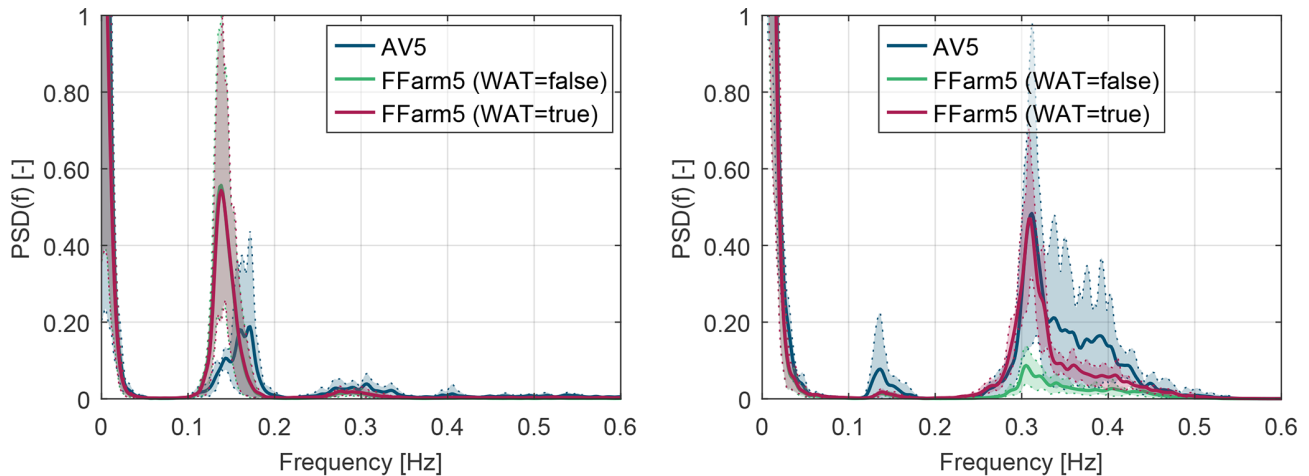 PSD(f) [-]
1
0.80
0.60
0.40
0.20
0
0 0.1 0.2 0.3 0.4 0.5 0.6
Frequency [Hz]
AV5
FFarm5 (WAT=false)
FFarm5 (WAT=true)
PSD(f) [-]
1
0.80
0.60
0.40
0.20
0
0 0.1 0.2 0.3 0.4 0.5 0.6
Frequency [Hz]
AV5
FFarm5 (WAT=false)
FFarm5 (WAT=true)